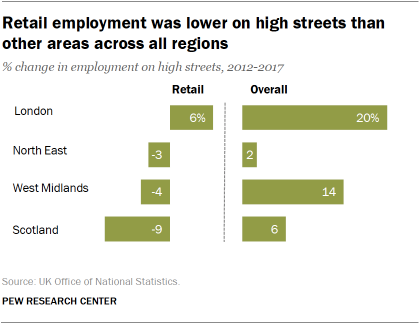 Retail employment was lower on high streets than
other areas across all regions
% change in employment on high streets, 2012-2017
Retail Overall
London 6% 20%
North East -3 2
West Midlands -4 14
Scotland -9 6
Source: UK Office of National Statistics.
PEW RESEARCH CENTER